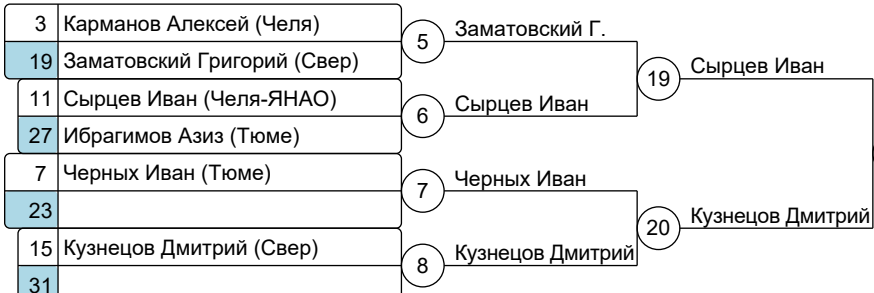 3 Карманов Алексей (Челя)
19 Заматовский Григорий (Свер)
5 Заматовский Г.
11 Сырцев Иван (Челя-ЯНАО)
27 Ибрагимов Азиз (Тюме)
6 Сырцев Иван
19 Сырцев Иван
7 Черных Иван (Тюме)
23
7 Черных Иван
15 Кузнецов Дмитрий (Свер)
31
8 Кузнецов Дмитрий
20 Кузнецов Дмитрий